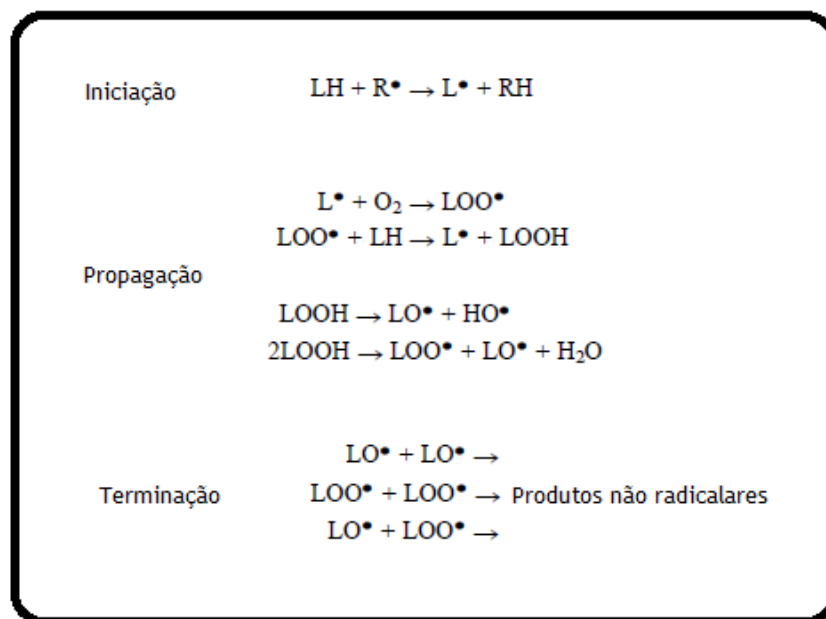 Iniciação LH + R• → L• + RH
L• + O₂ → LOO•
LOO• + LH → L• + LOOH
Propagação
LOOH → LO• + HO•
2LOOH → LOO• + LO• + H₂O
LO• + LO• →
Terminação LOO• + LOO• → Produtos não radicalares
LO• + LOO• →